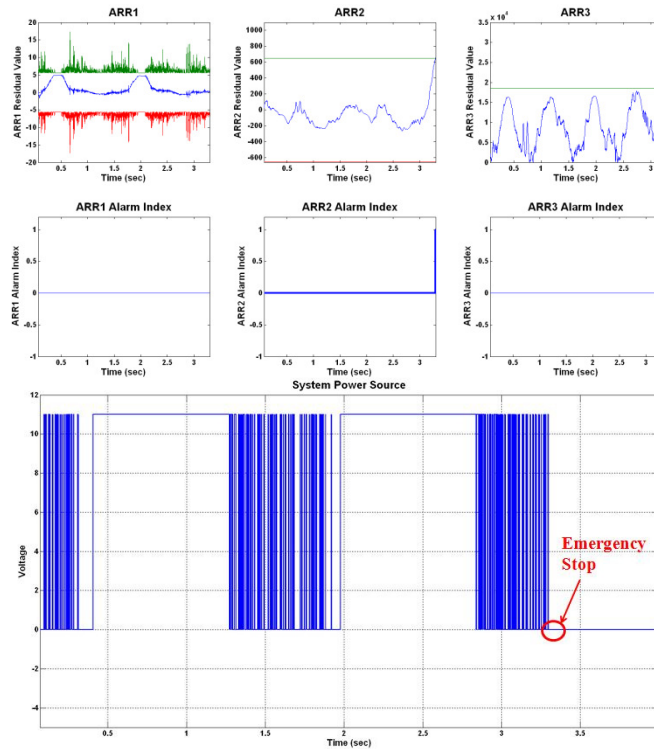 ARR1
ARR2
ARR3
ARR1 Residual Value
20
15
10
5
0
-5
-10
-15
-20
0.5 1 1.5 2 2.5 3
Time (sec)
ARR2 Residual Value
1000
800
600
400
200
0
-200
-400
-600
0.5 1 1.5 2 2.5 3
Time (sec)
ARR3 Residual Value
x 10^4
3.5
3
2.5
2
1.5
1
0.5
0
0.5 1 1.5 2 2.5 3
Time (sec)
ARR1 Alarm Index
ARR1 Alarm Index
1
0.5
0
-0.5
-1
0.5 1 1.5 2 2.5 3
Time (sec)
ARR2 Alarm Index
ARR2 Alarm Index
1
0.5
0
-0.5
-1
0.5 1 1.5 2 2.5 3
Time (sec)
ARR3 Alarm Index
ARR3 Alarm Index
1
0.5
0
-0.5
-1
0.5 1 1.5 2 2.5 3
Time (sec)
System Power Source
Voltage
12
10
8
6
4
2
0
-2
-4
0.5 1 1.5 2 2.5 3 3.5
Time (sec)
Emergency
Stop